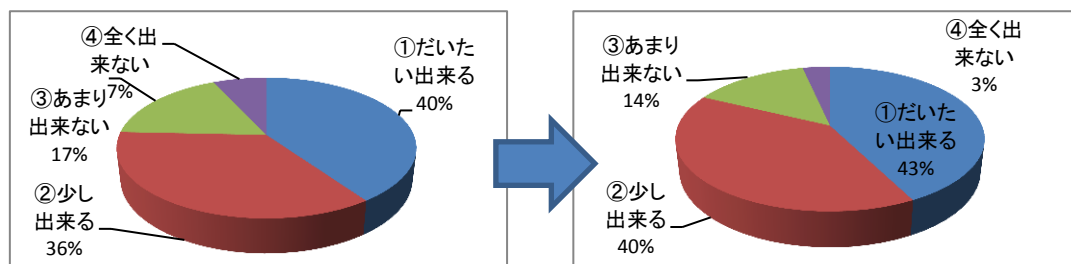 ④全く出
来ない
7%
①だいた
い出来る
40%
③あまり
出来ない
17%
②少し
出来る
36%
③あまり
出来ない
14%
④全く出
来ない
3%
①だいた
い出来る
43%
②少し
出来る
40%